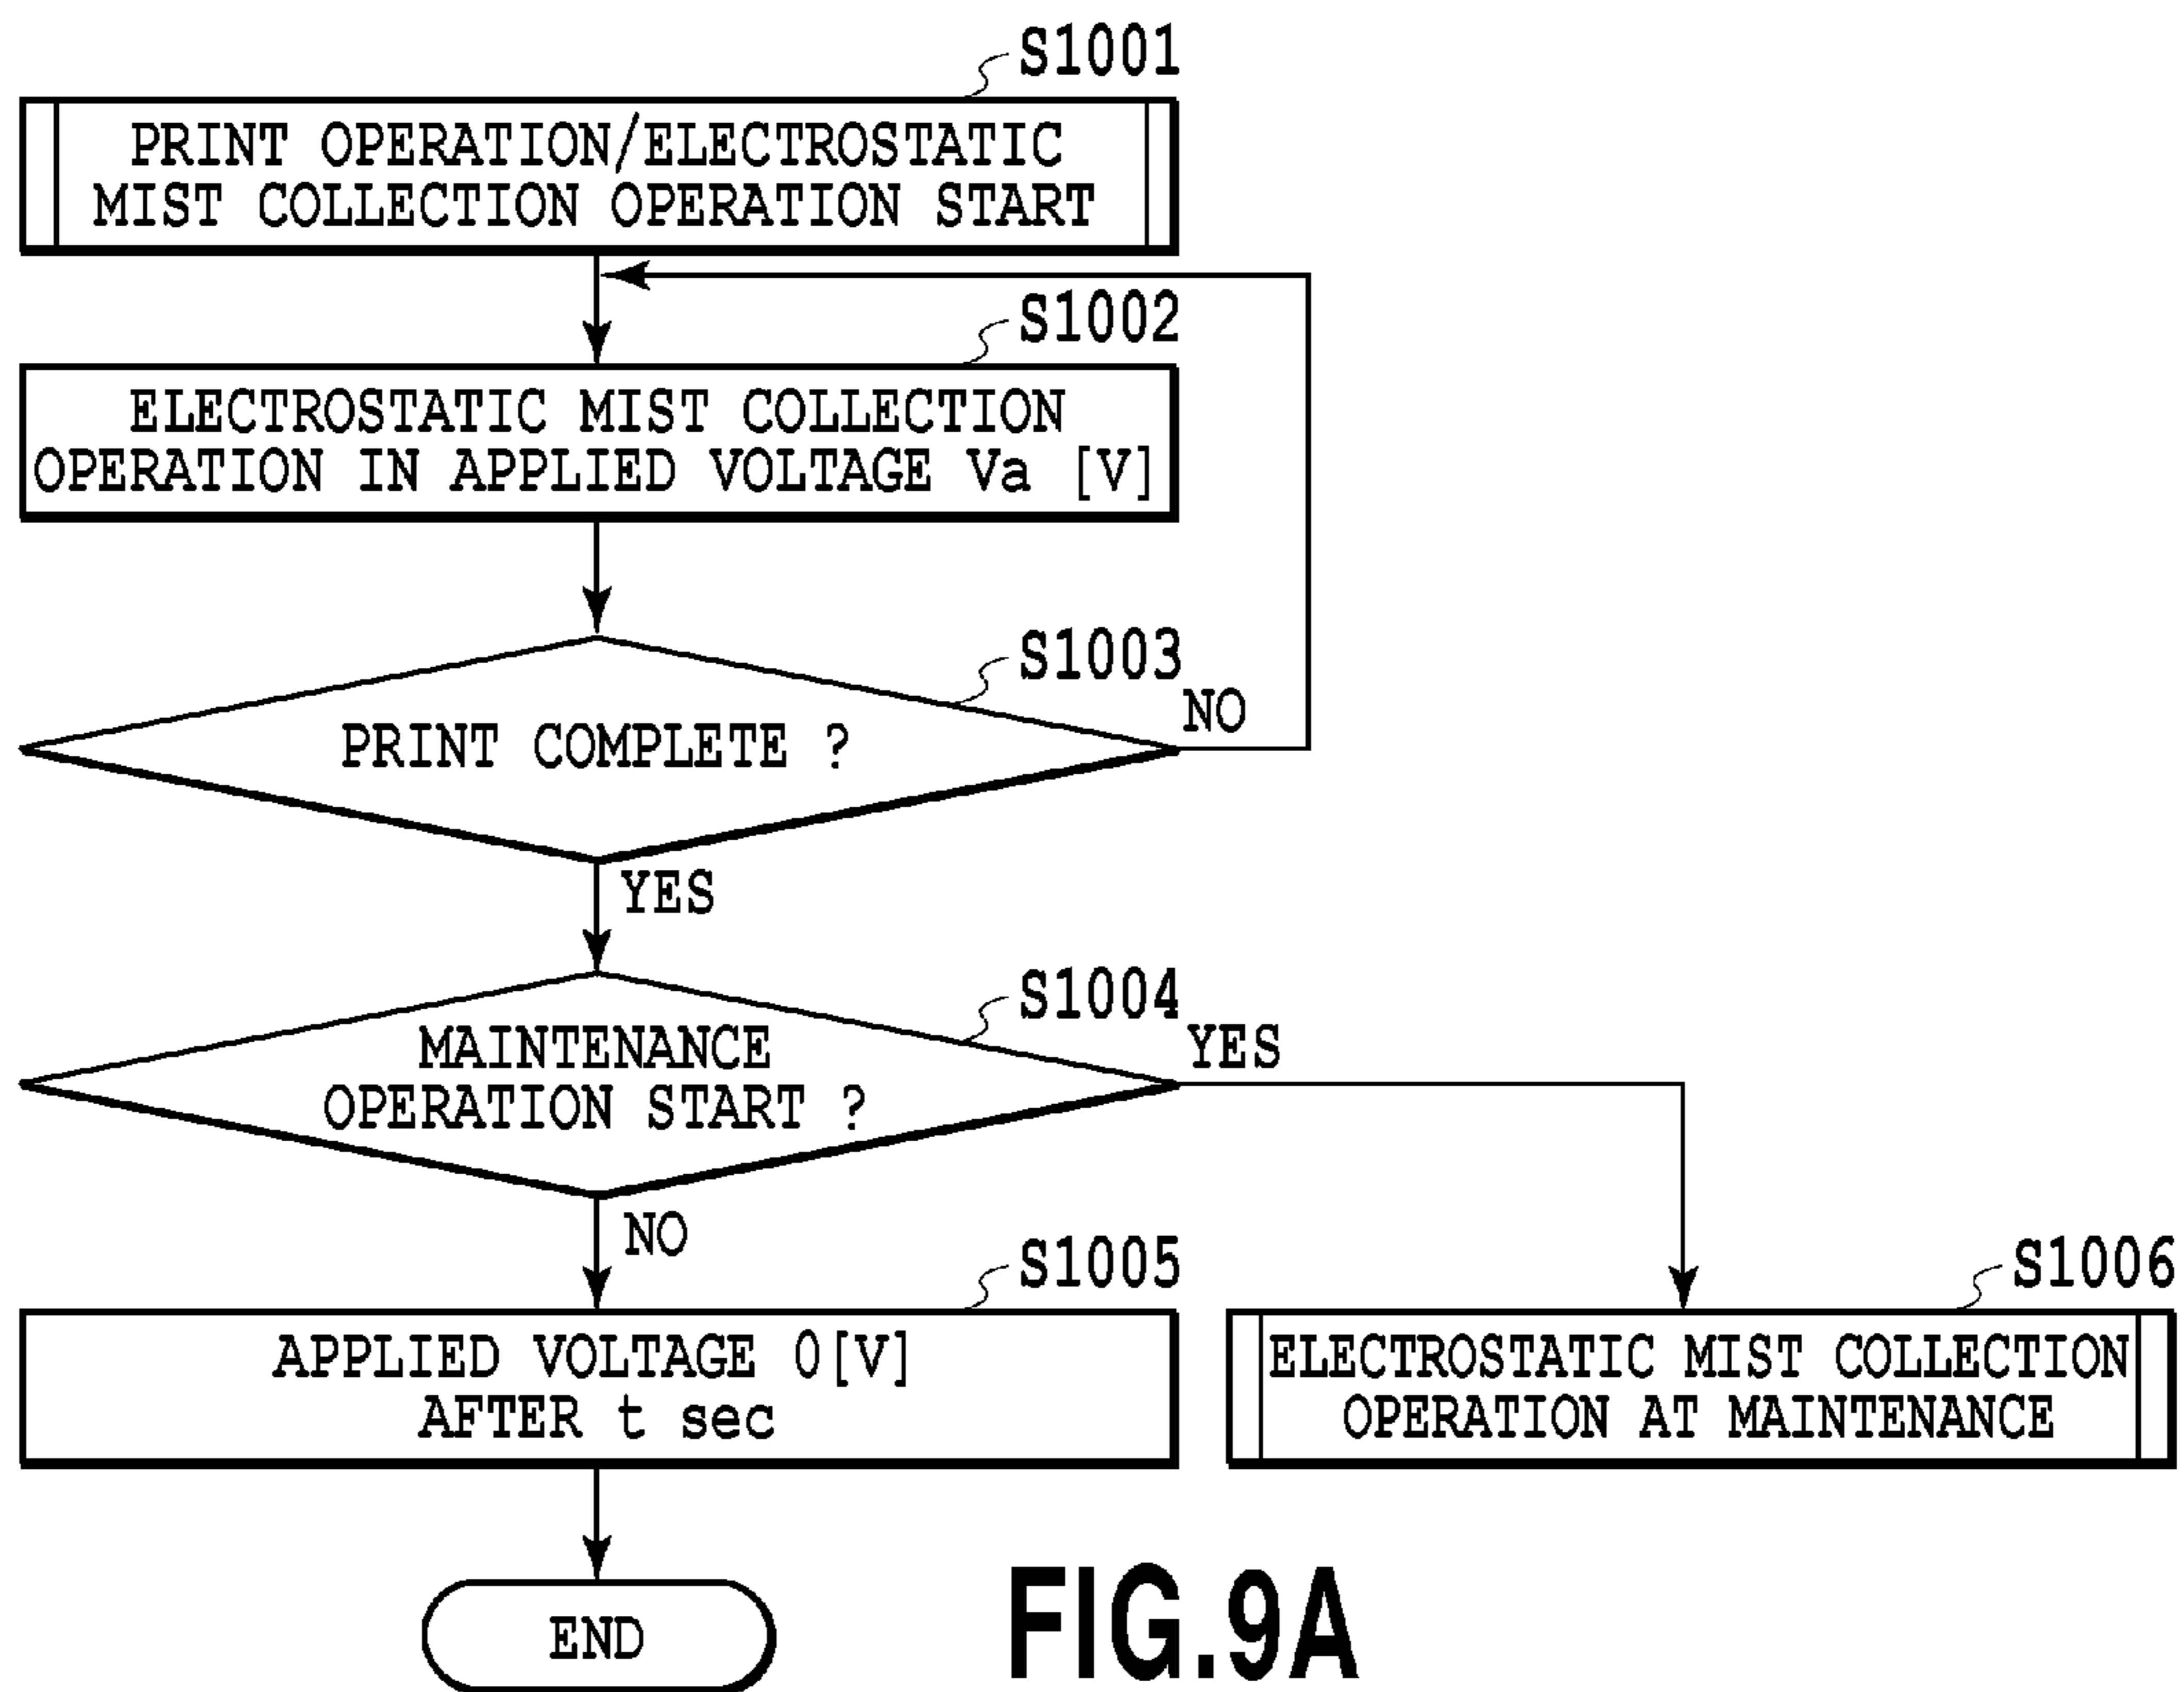 S1001
PRINT OPERATION/ELECTROSTATIC
MIST COLLECTION OPERATION START
S1002
ELECTROSTATIC MIST COLLECTION
OPERATION IN APPLIED VOLTAGE Va [V]
S1003
PRINT COMPLETE ?
NO
YES
S1004
MAINTENANCE
OPERATION START ?
YES
NO
S1005
APPLIED VOLTAGE 0[V]
AFTER t sec
S1006
ELECTROSTATIC MIST COLLECTION
OPERATION AT MAINTENANCE
END
FIG.9A